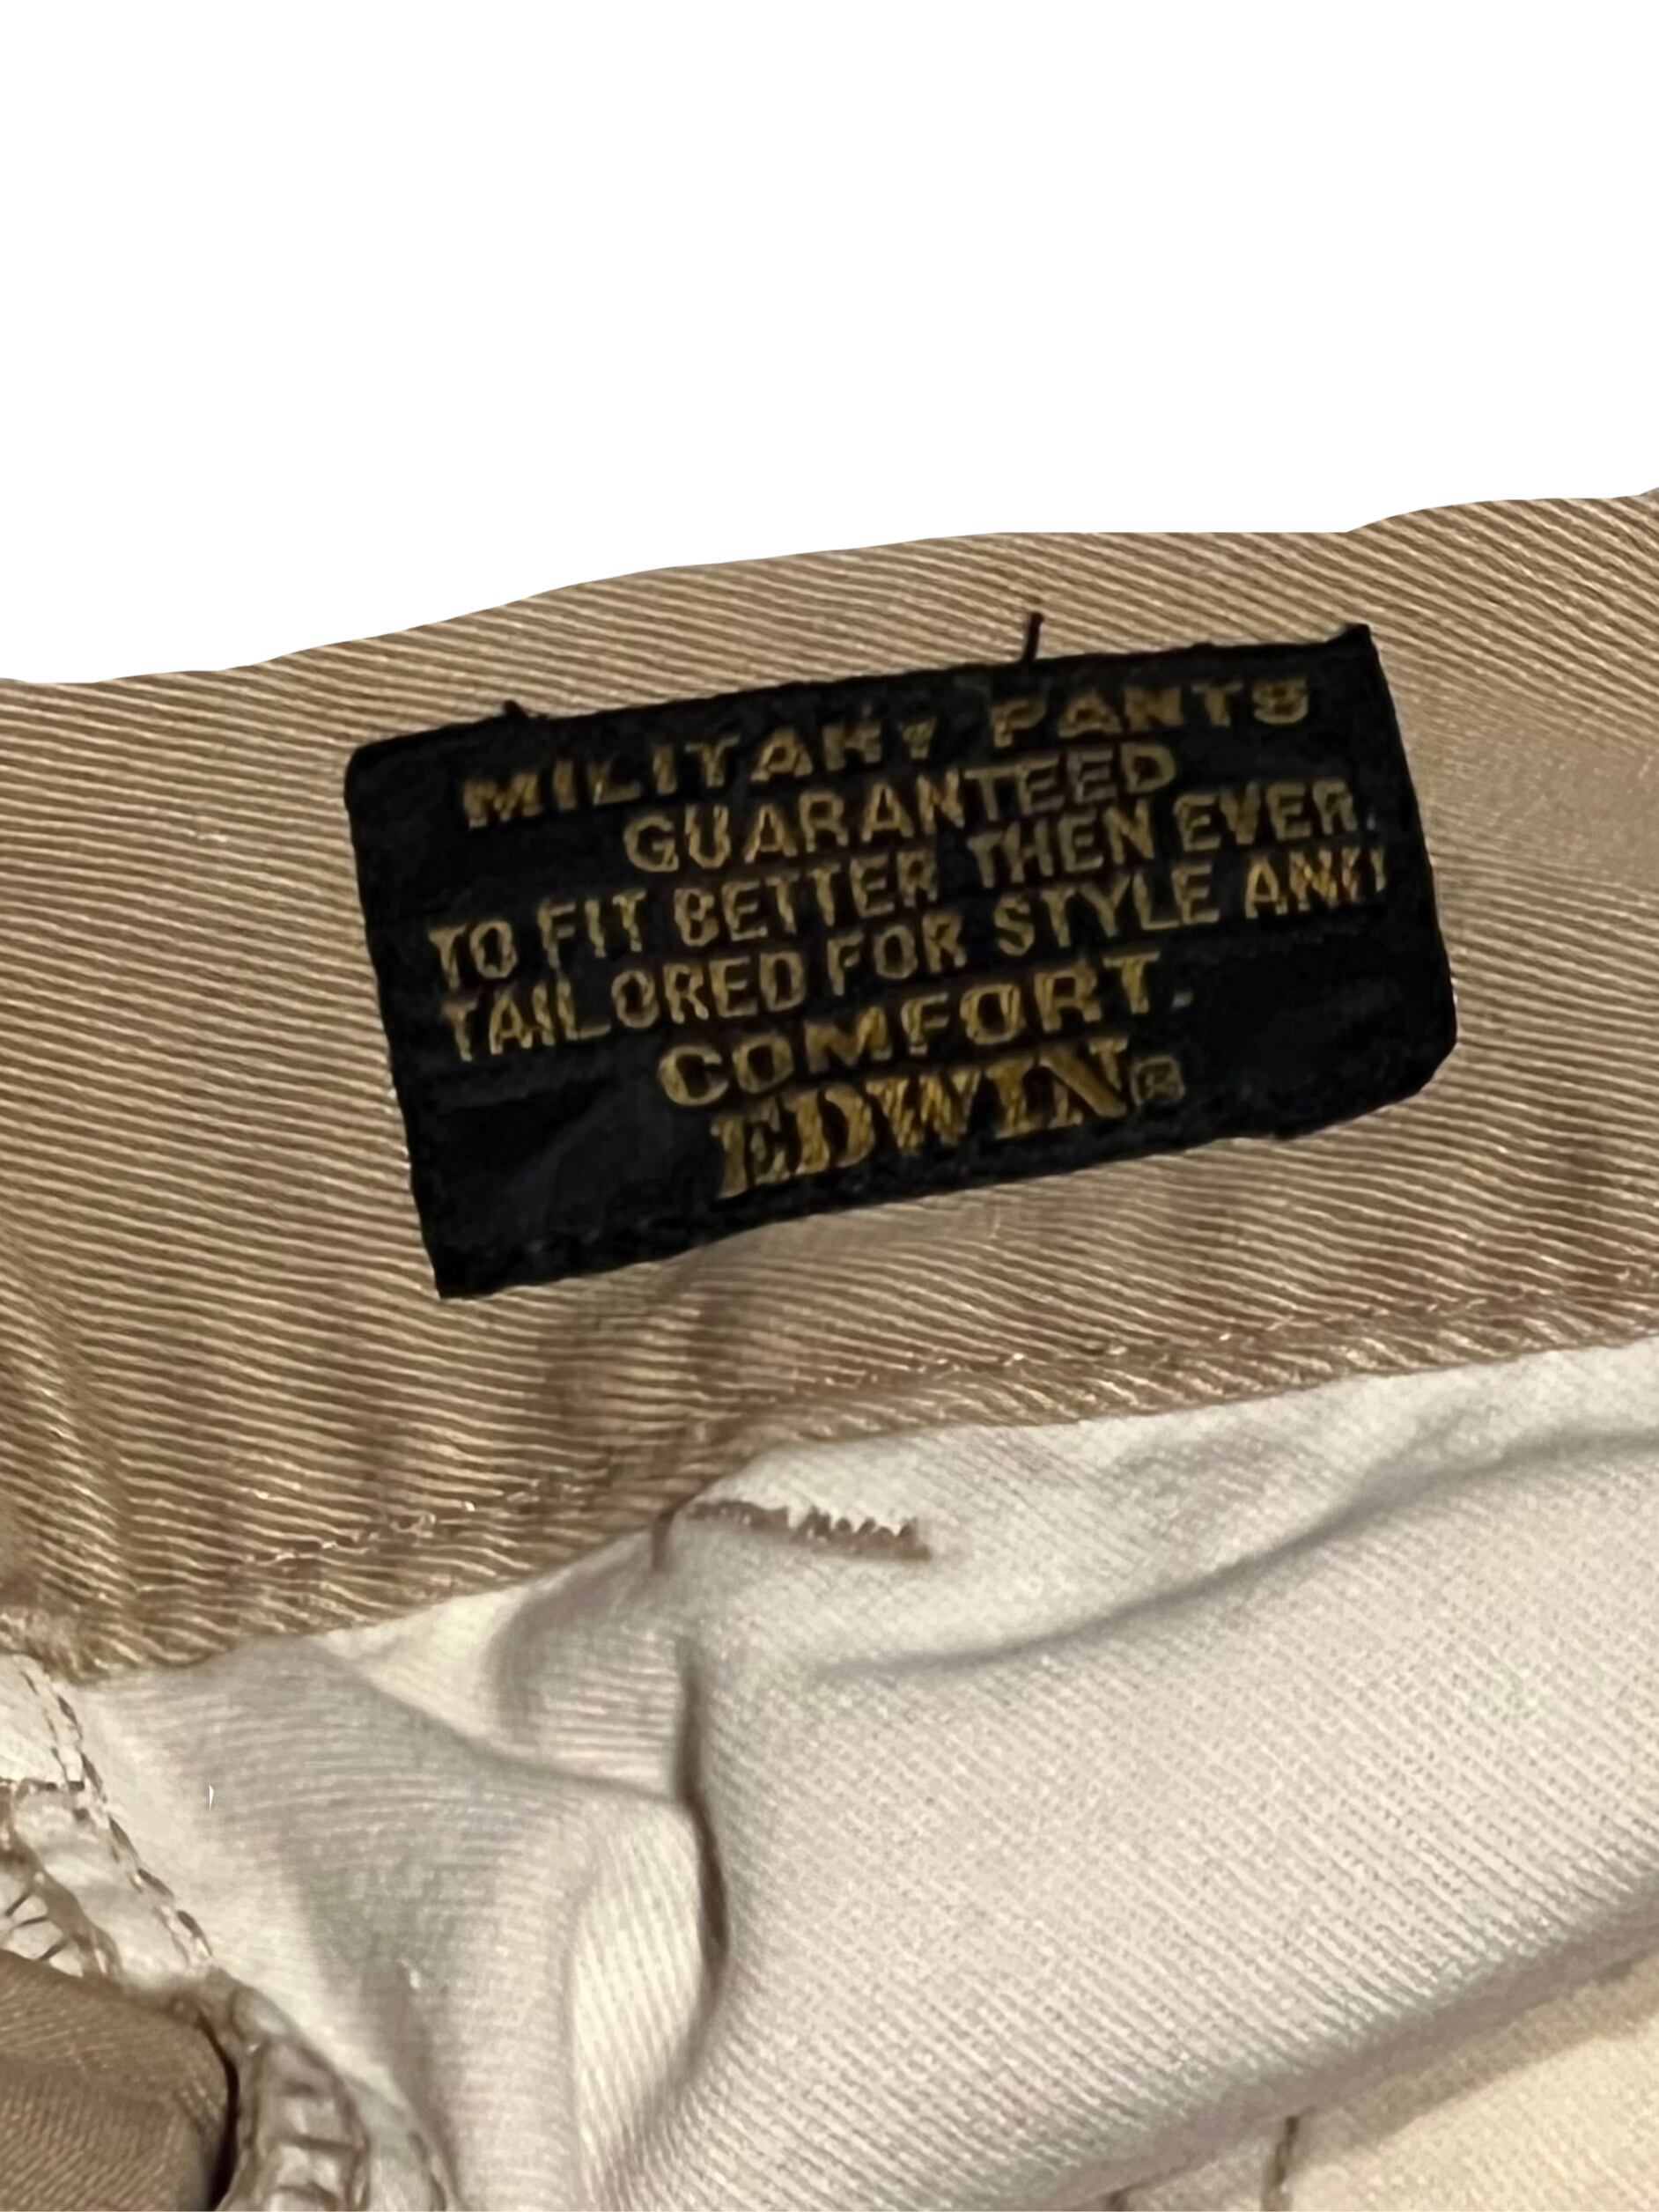 MILITARY PANTS
GUARANTEED
TO FIT BETTER THEN EVER.
TAILORED FOR STYLE AND
COMFORT.
EDWIN®